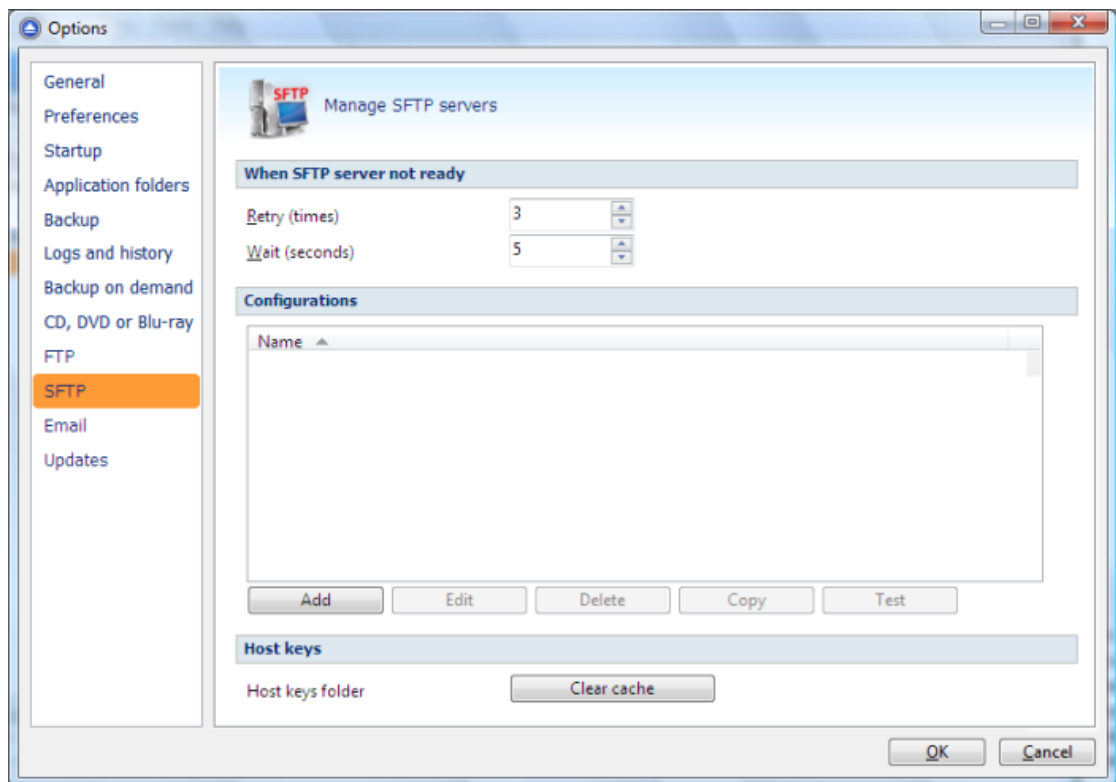 Options
General
Preferences
Startup
Application folders
Backup
Logs and history
Backup on demand
CD, DVD or Blu-ray
FTP
SFTP
Email
Updates
SFTP
Manage SFTP servers
When SFTP server not ready
Retry (times) 3
Wait (seconds) 5
Configurations
Name
Add Edit Delete Copy Test
Host keys
Host keys folder Clear cache
OK Cancel